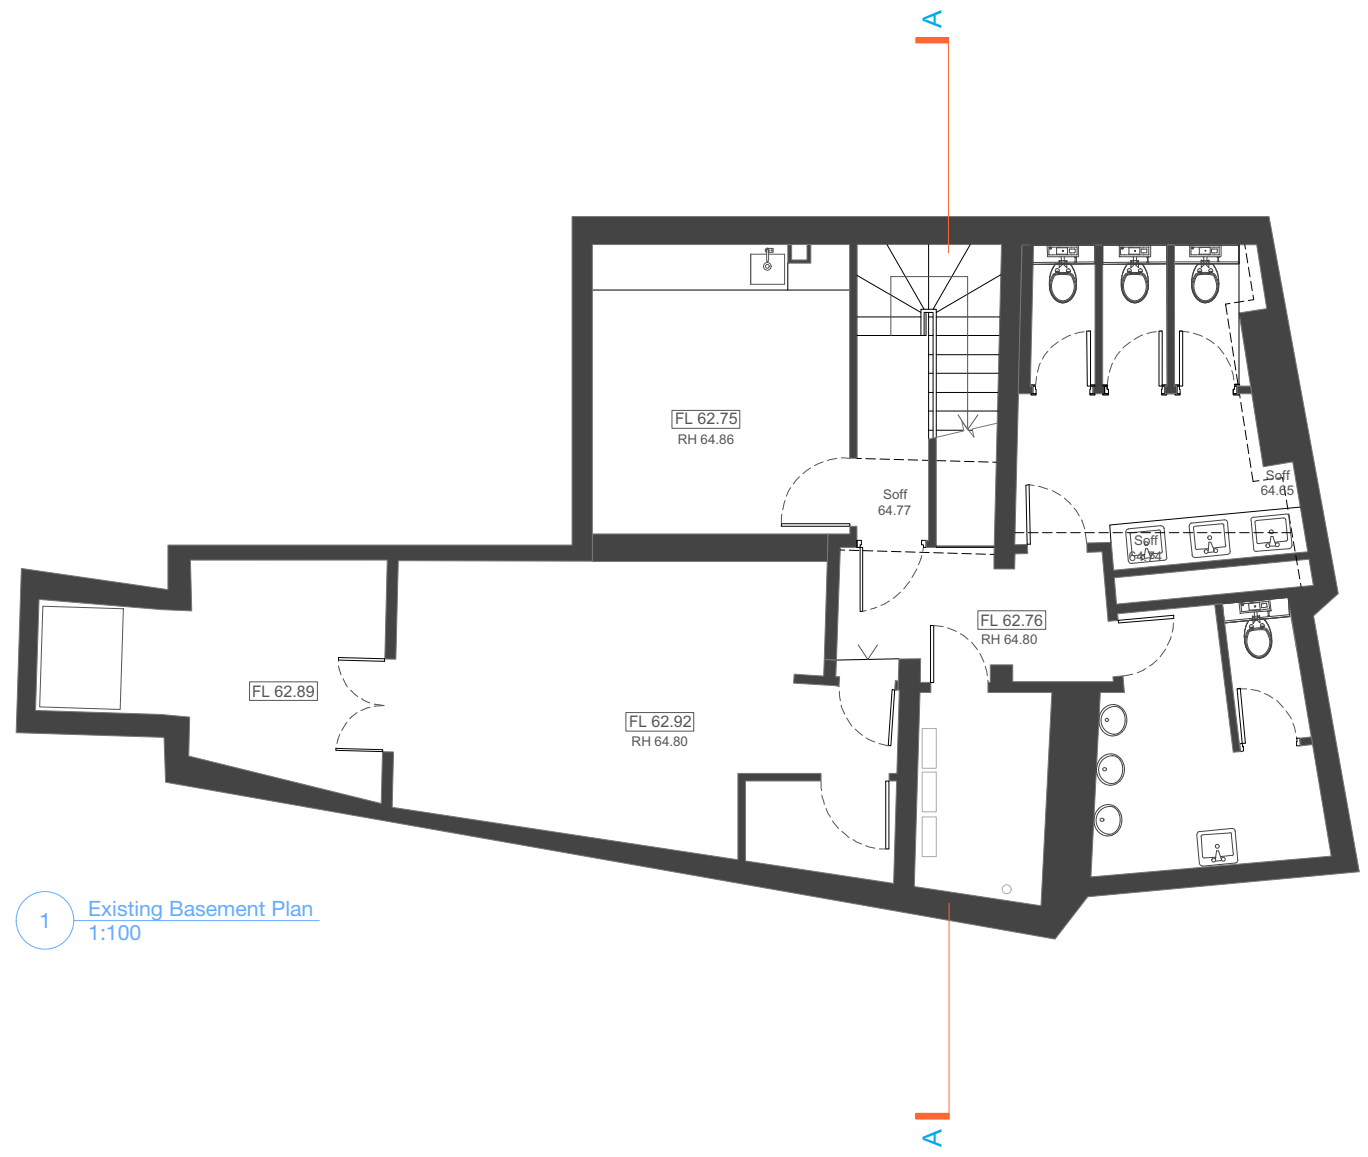 A
FL 62.75
RH 64.86
Soff
64.77
Soff
64.65
Soff
FL 62.76
RH 64.80
FL 62.89
FL 62.92
RH 64.80
1
Existing Basement Plan
1:100
A